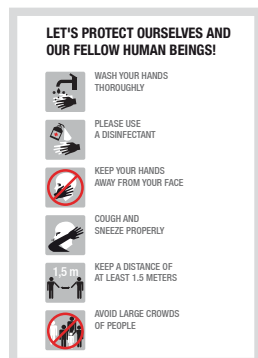 LET'S PROTECT OURSELVES AND
OUR FELLOW HUMAN BEINGS!
WASH YOUR HANDS
THOROUGHLY
PLEASE USE
A DISINFECTANT
KEEP YOUR HANDS
AWAY FROM YOUR FACE
COUGH AND
SNEEZE PROPERLY
1,5 m
KEEP A DISTANCE OF
AT LEAST 1.5 METERS
AVOID LARGE CROWDS
OF PEOPLE